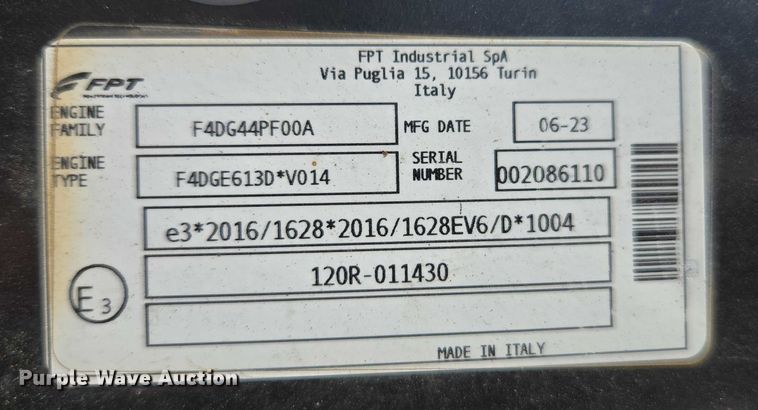 FPT Industrial SpA
Via Puglia 15, 10156 Turin
Italy
FPT
ENGINE FAMILY F4DG44PF00A MFG DATE 06-23
ENGINE TYPE F4DGE613D*V014 SERIAL NUMBER 002086110
e3*2016/1628*2016/1628EV6/D*1004
120R-011430
E3
MADE IN ITALY
Purple Wave Auction